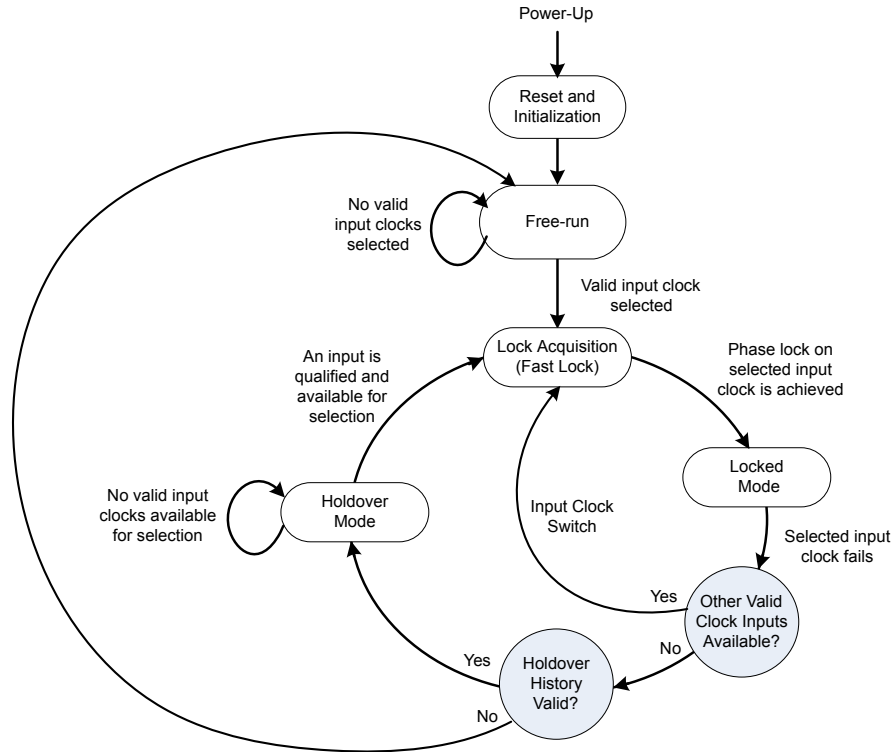 Power-Up
Reset and
Initialization
No valid
input clocks
selected
Free-run
Valid input clock
selected
An input is
qualified and
available for
selection
Lock Acquisition
(Fast Lock)
Phase lock on
selected input
clock is achieved
Locked
Mode
No valid input
clocks available
for selection
Holdover
Mode
Input Clock
Switch
Selected input
clock fails
Yes
Other Valid
Clock Inputs
Available?
No
Yes
Holdover
History
Valid?
No